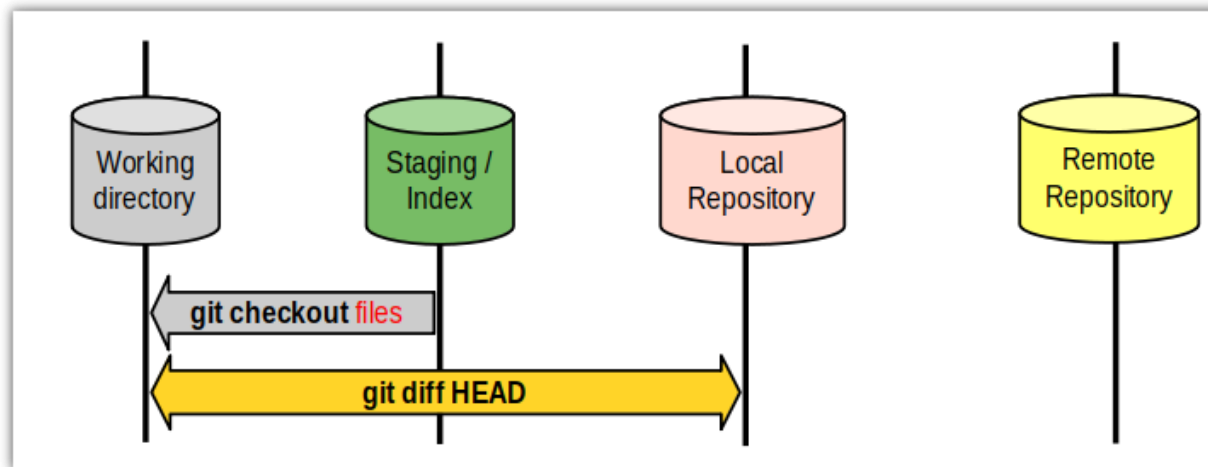 Working
directory
Staging /
Index
Local
Repository
Remote
Repository
git checkout files
git diff HEAD